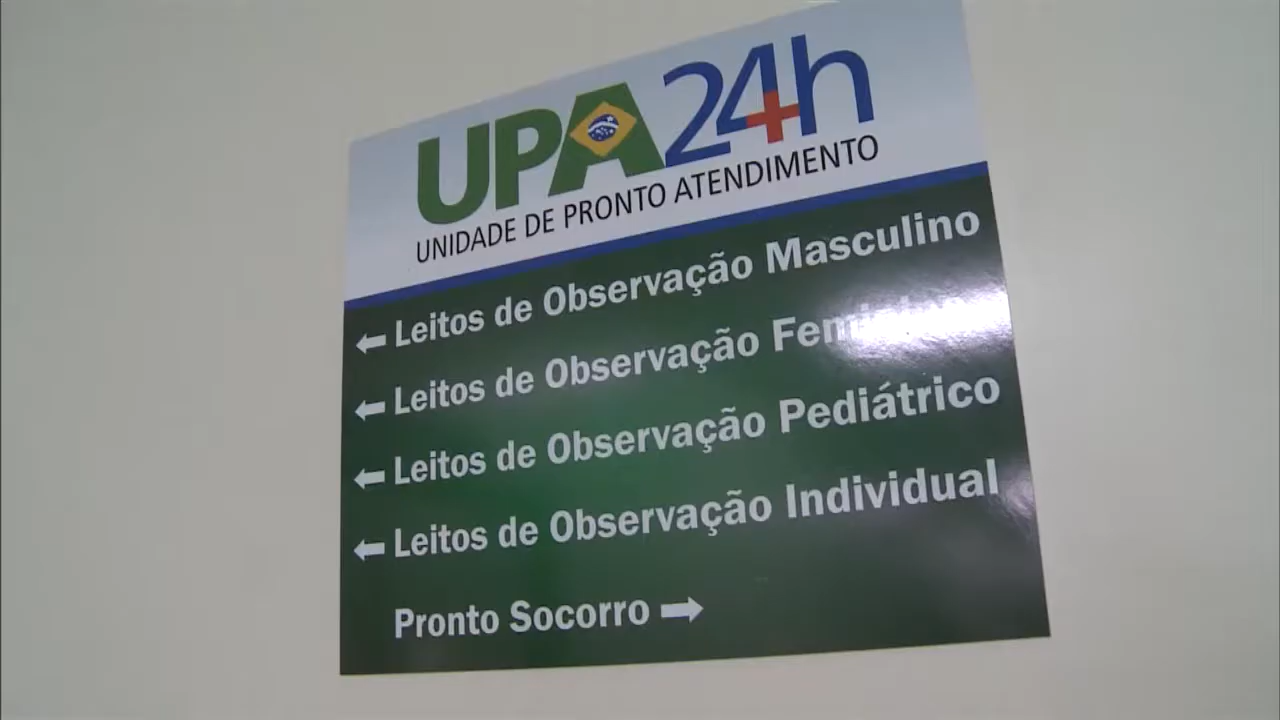 UPA 24h
UNIDADE DE PRONTO ATENDIMENTO
← Leitos de Observação Masculino
← Leitos de Observação
← Leitos de Observação Pediátrico
← Leitos de Observação Individual
Pronto Socorro →